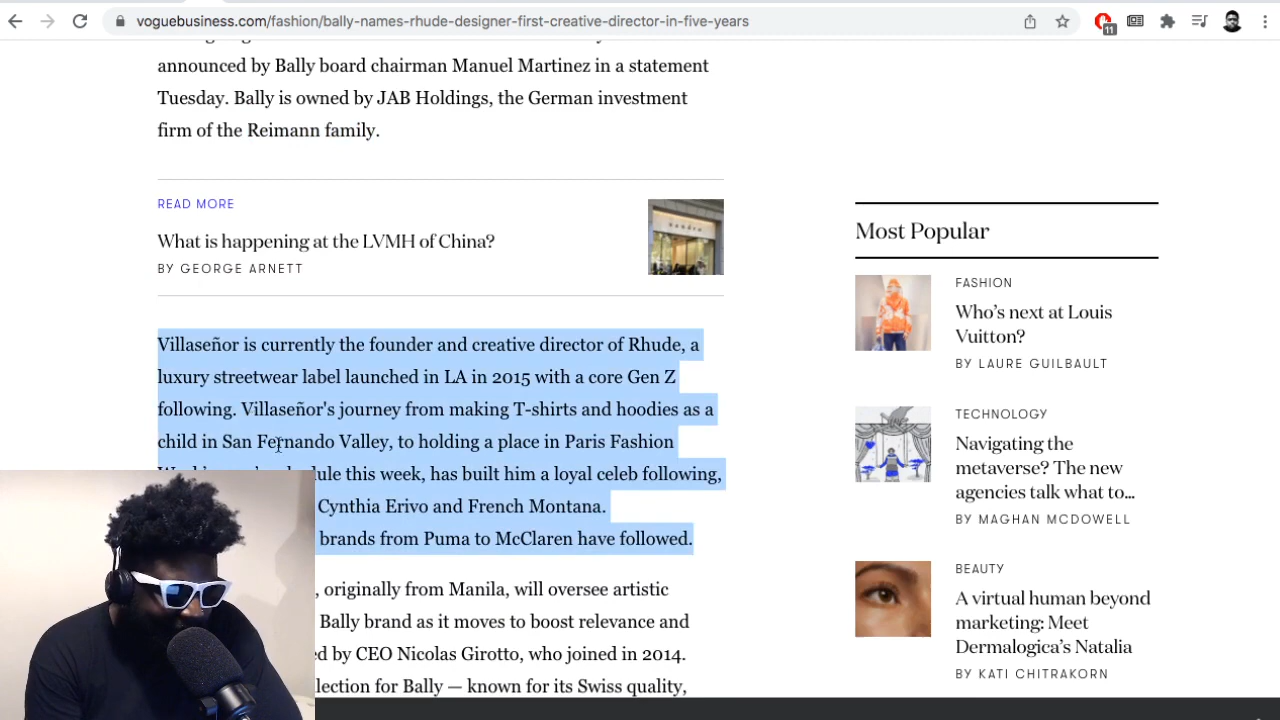 voguebusiness.com/fashion/bally-names-rhude-designer-first-creative-director-in-five-years
11
announced by Bally board chairman Manuel Martinez in a statement
Tuesday. Bally is owned by JAB Holdings, the German investment
firm of the Reimann family.
READ MORE
What is happening at the LVMH of China?
BY GEORGE ARNETT
Villaseñor is currently the founder and creative director of Rhude, a
luxury streetwear label launched in LA in 2015 with a core Gen Z
following. Villaseñor's journey from making T-shirts and hoodies as a
child in San Fernando Valley, to holding a place in Paris Fashion
this week, has built him a loyal celeb following,
Cynthia Erivo and French Montana.
brands from Puma to McClaren have followed.
, originally from Manila, will oversee artistic
Bally brand as it moves to boost relevance and
by CEO Nicolas Girotto, who joined in 2014.
for Bally — known for its Swiss quality,
Most Popular
FASHION
Who's next at Louis
Vuitton?
BY LAURE GUILBAULT
TECHNOLOGY
Navigating the
metaverse? The new
agencies talk what to...
BY MAGHAN MCDOWELL
BEAUTY
A virtual human beyond
marketing: Meet
Dermalogica's Natalia
BY KATI CHITRAKORN